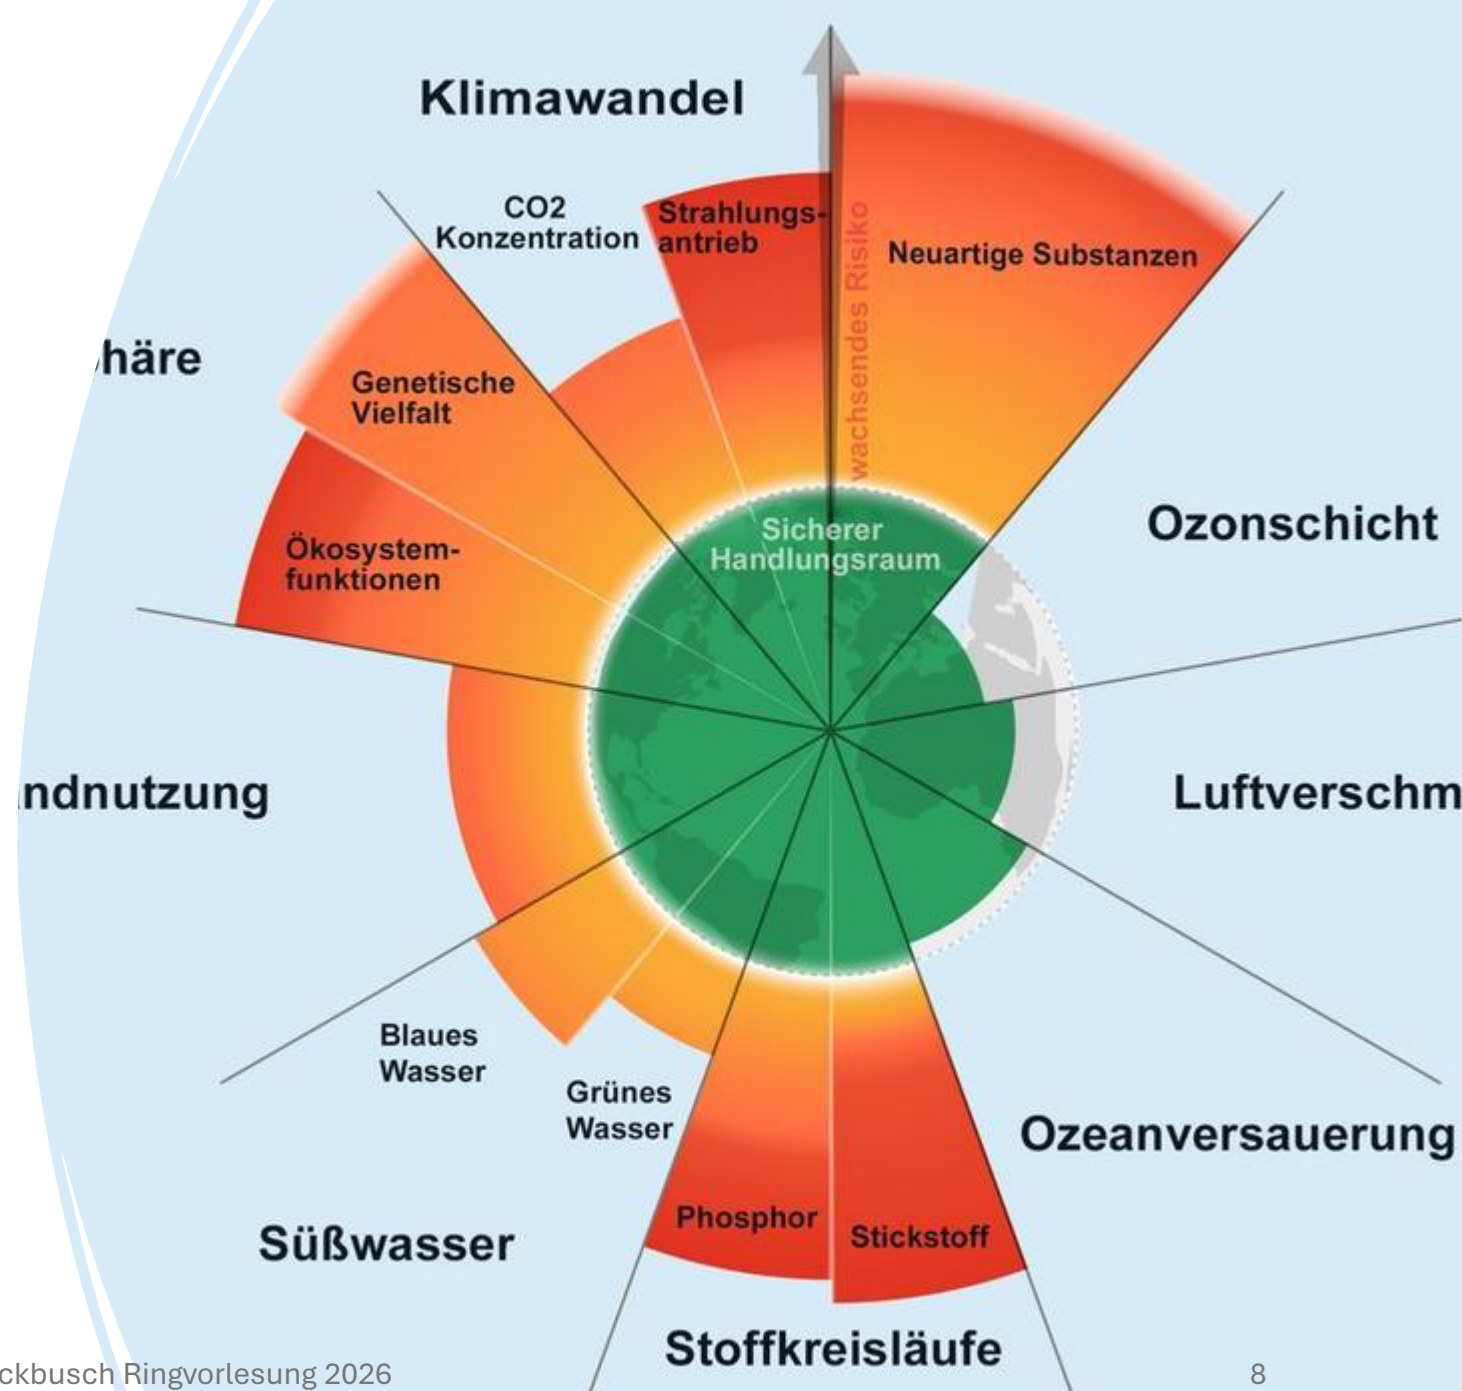 Klimawandel
CO2
Konzentration
Strahlungs-
antrieb
wachsendes Risiko
Neuartige Substanzen
häre
Genetische
Vielfalt
Ökosystem-
funktionen
Sicherer
Handlungsraum
Ozonschicht
ndnutzung
Luftverschm
Blaues
Wasser
Grünes
Wasser
Ozeanversauerung
Phosphor
Stickstoff
Süßwasser
Stoffkreisläufe
ckbusch Ringvorlesung 2026
8